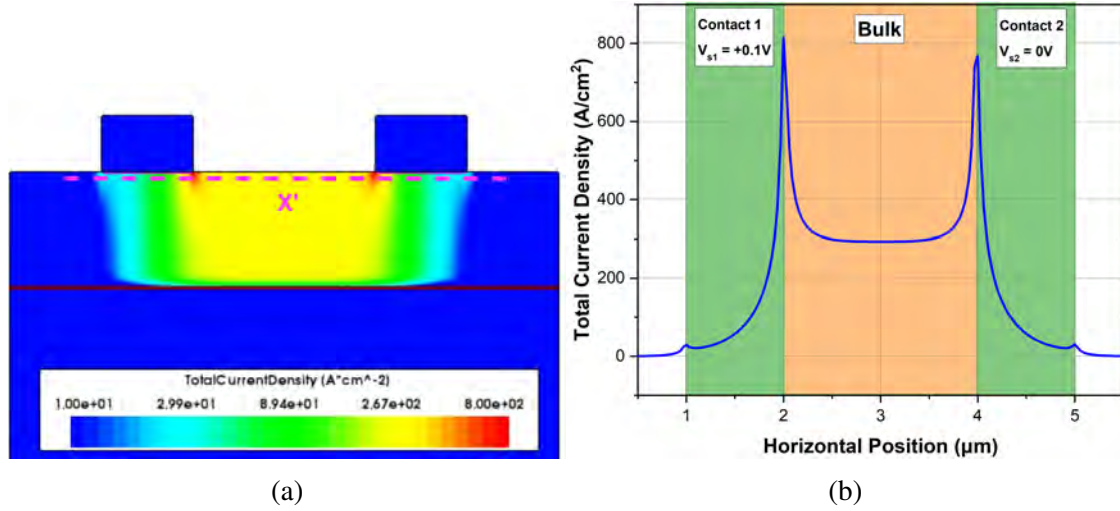 X'
TotalCurrentDensity (A*cm^-2)
1.00e+01 2.99e+01 8.94e+01 2.67e+02 8.00e+02
(a)
Total Current Density (A/cm²)
800
600
400
200
0
Contact 1
V_s1 = +0.1V
Bulk
Contact 2
V_s2 = 0V
1 2 3 4 5
Horizontal Position (μm)
(b)